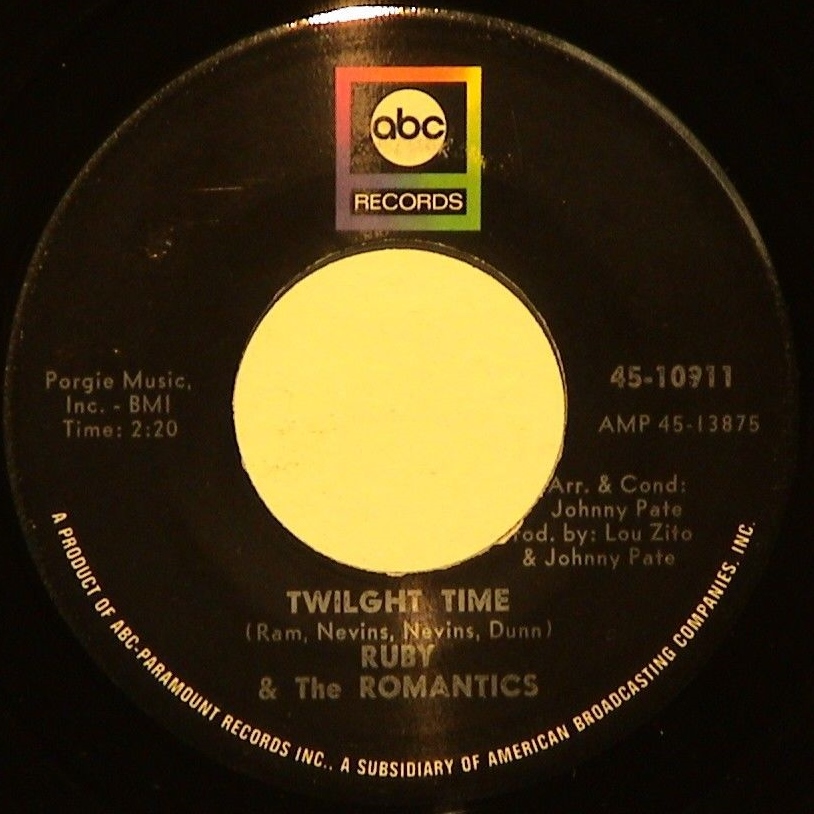 abc
RECORDS
Porgie Music,
Inc. - BMI
Time: 2:20
45-10911
AMP 45-13875
Arr. & Cond:
Johnny Pate
rod. by: Lou Zito
& Johnny Pate
TWILGHT TIME
(Ram, Nevins, Nevins, Dunn)
RUBY
& The ROMANTICS
A PRODUCT OF ABC-PARAMOUNT RECORDS INC.. A SUBSIDIARY OF AMERICAN BROADCASTING COMPANIES, INC.